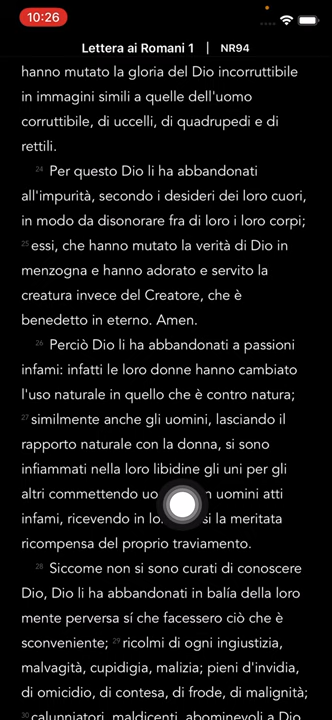 10:26
Lettera ai Romani 1 | NR94
hanno mutato la gloria del Dio incorruttibile
in immagini simili a quelle dell'uomo
corruttibile, di uccelli, di quadrupedi e di
rettili.
24 Per questo Dio li ha abbandonati
all'impurità, secondo i desideri dei loro cuori,
in modo da disonorare fra di loro i loro corpi;
25 essi, che hanno mutato la verità di Dio in
menzogna e hanno adorato e servito la
creatura invece del Creatore, che è
benedetto in eterno. Amen.
26 Perciò Dio li ha abbandonati a passioni
infami: infatti le loro donne hanno cambiato
l'uso naturale in quello che è contro natura;
27 similmente anche gli uomini, lasciando il
rapporto naturale con la donna, si sono
infiammati nella loro libidine gli uni per gli
altri commettendo uomini atti
infami, ricevendo in la meritata
ricompensa del proprio traviamento.
28 Siccome non si sono curati di conoscere
Dio, Dio li ha abbandonati in balía della loro
mente perversa sí che facessero ciò che è
sconveniente; 29 ricolmi di ogni ingiustizia,
malvagità, cupidigia, malizia; pieni d'invidia,
di omicidio, di contesa, di frode, di malignità;
30 calunniatori, maldicenti, abominevoli a Dio